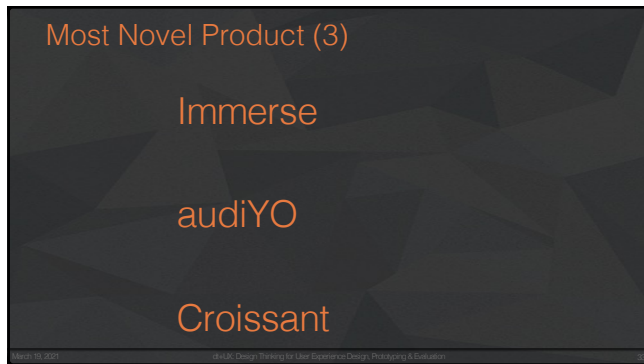 Most Novel Product (3)
Immerse
audiYO
Croissant
March 19, 2021
dt+UX: Design Thinking for User Experience Design, Prototyping & Evaluation